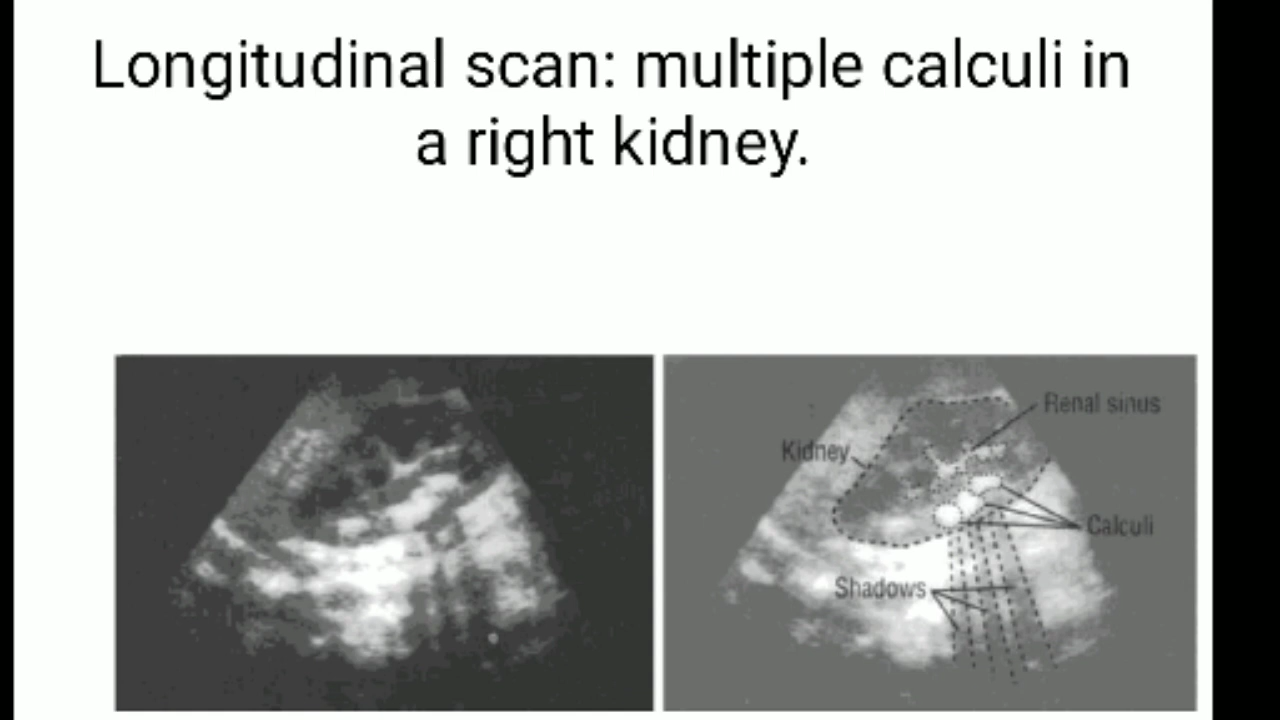 Longitudinal scan: multiple calculi in
a right kidney.
Renal sinus
Kidney
Calculi
Shadows